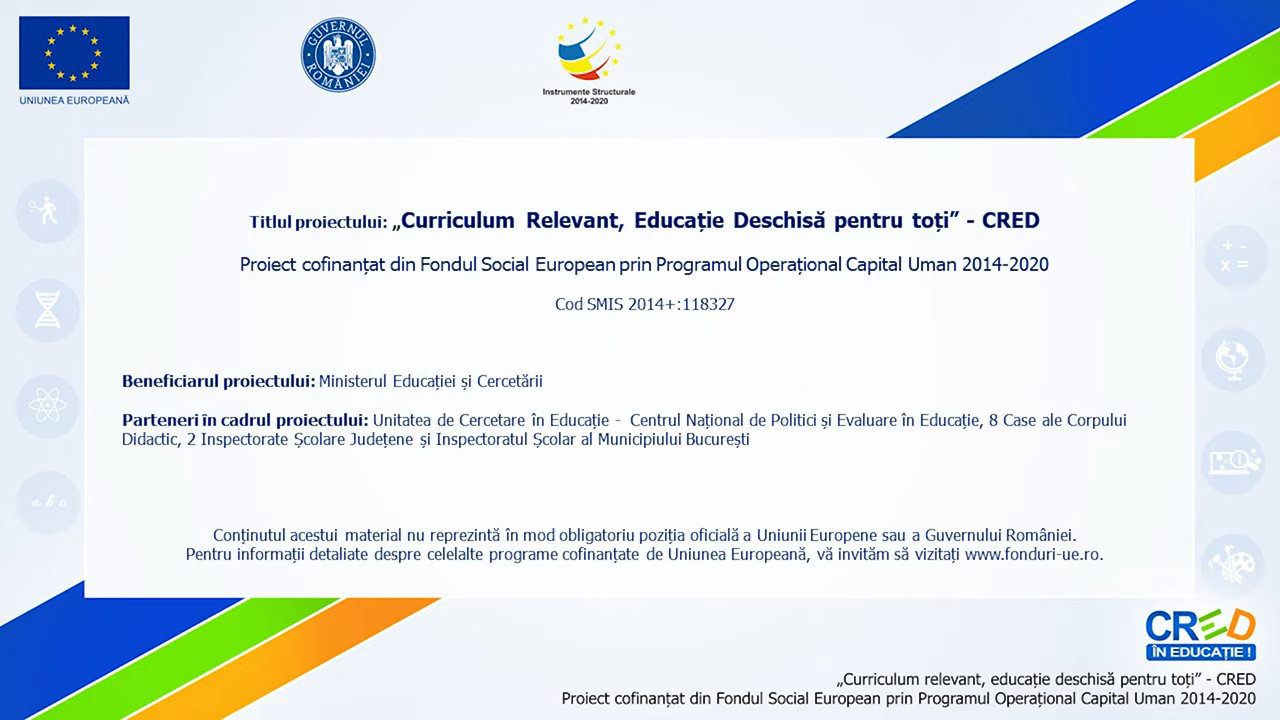 UNIUNEA EUROPEANĂ
GUVERNUL ROMÂNIEI
Instrumente Structurale
2014-2020
Titlul proiectului: „Curriculum Relevant, Educație Deschisă pentru toți” - CRED
Proiect cofinanțat din Fondul Social European prin Programul Operațional Capital Uman 2014-2020
Cod SMIS 2014+:118327
Beneficiarul proiectului: Ministerul Educației și Cercetării
Parteneri în cadrul proiectului: Unitatea de Cercetare în Educație - Centrul Național de Politici și Evaluare în Educație, 8 Case ale Corpului
Didactic, 2 Inspectorate Școlare Județene și Inspectoratul Școlar al Municipiului București
Conținutul acestui material nu reprezintă în mod obligatoriu poziția oficială a Uniunii Europene sau a Guvernului României.
Pentru informații detaliate despre celelalte programe cofinanțate de Uniunea Europeană, vă invităm să vizitați www.fonduri-ue.ro.
+ -
x =
a b c
CRED
ÎN EDUCAȚIE !
„Curriculum relevant, educație deschisă pentru toți” - CRED
Proiect cofinanțat din Fondul Social European prin Programul Operațional Capital Uman 2014-2020